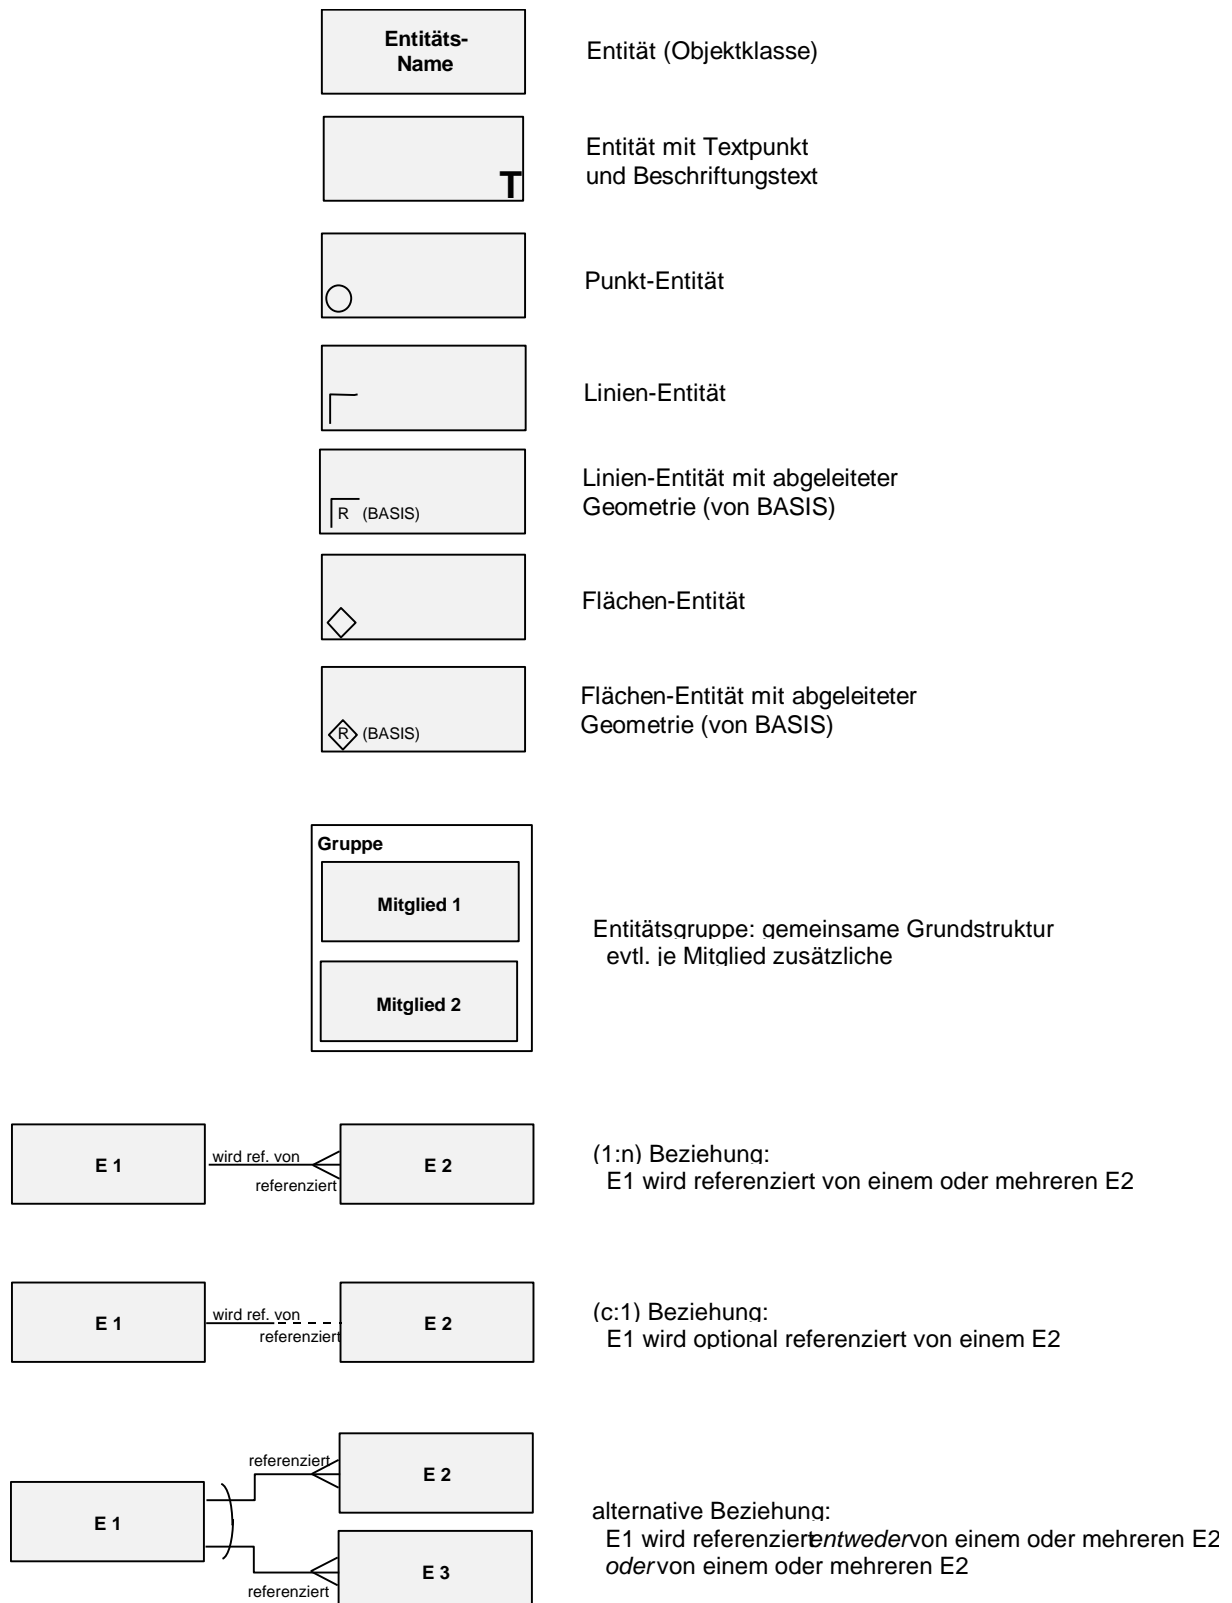 Entitäts-
Name
Entität (Objektklasse)
T
Entität mit Textpunkt
und Beschriftungstext
Punkt-Entität
Linien-Entität
R (BASIS)
Linien-Entität mit abgeleiteter
Geometrie (von BASIS)
Flächen-Entität
R (BASIS)
Flächen-Entität mit abgeleiteter
Geometrie (von BASIS)
Gruppe
Mitglied 1
Mitglied 2
Entitätsgruppe: gemeinsame Grundstruktur
evtl. je Mitglied zusätzliche
E 1
wird ref. von
referenziert
E 2
(1:n) Beziehung:
E1 wird referenziert von einem oder mehreren E2
E 1
wird ref. von
referenziert
E 2
(c:1) Beziehung:
E1 wird optional referenziert von einem E2
E 1
referenziert
E 2
referenziert
E 3
alternative Beziehung:
E1 wird referenziert entweder von einem oder mehreren E2
oder von einem oder mehreren E2